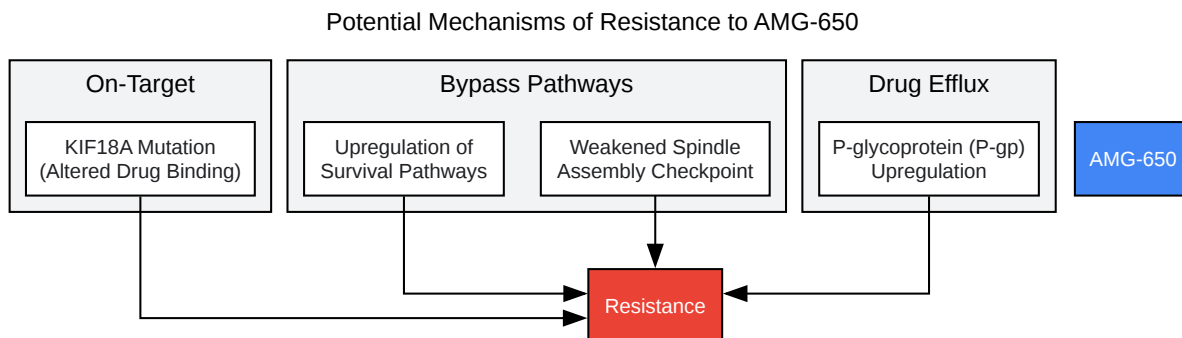 Potential Mechanisms of Resistance to AMG-650
On-Target
KIF18A Mutation
(Altered Drug Binding)
Bypass Pathways
Upregulation of
Survival Pathways
Weakened Spindle
Assembly Checkpoint
Drug Efflux
P-glycoprotein (P-gp)
Upregulation
AMG-650
Resistance